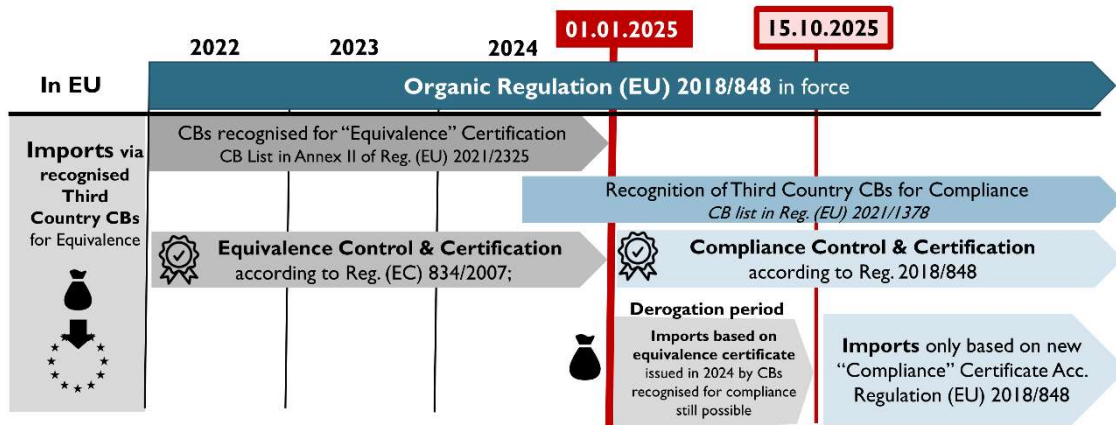 2022
2023
2024
01.01.2025
15.10.2025
In EU
Organic Regulation (EU) 2018/848 in force
Imports via
recognised
Third
Country CBs
for Equivalence
CBs recognised for “Equivalence” Certification
CB List in Annex II of Reg. (EU) 2021/2325
Recognition of Third Country CBs for Compliance
CB list in Reg. (EU) 2021/1378
Equivalence Control & Certification
according to Reg. (EC) 834/2007;
Compliance Control & Certification
according to Reg. 2018/848
Derogation period
Imports based on
equivalence certificate
issued in 2024 by CBs
recognised for compliance
still possible
Imports only based on new
“Compliance” Certificate Acc.
Regulation (EU) 2018/848